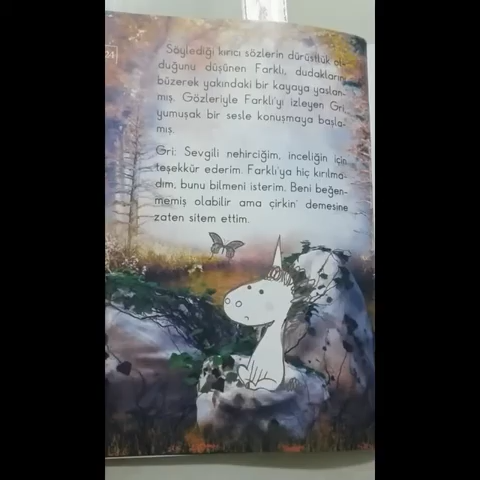 24
Söylediği kırıcı sözlerin dürüstlük ol-
duğunu düşünen Farklı, dudaklarını
büzerek yakındaki bir kayaya yaslan-
mış. Gözleriyle Farklı'yı izleyen Gri,
yumuşak bir sesle konuşmaya başla-
mış.
Gri: Sevgili nehirciğim, inceliğin için
teşekkür ederim. Farklı'ya hiç kırılma-
dım, bunu bilmeni isterim. Beni beğen-
memiş olabilir ama çirkin' demesine
zaten sitem ettim.